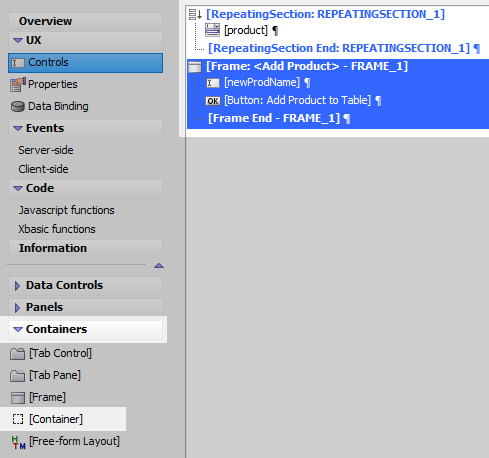 Overview
UX
Controls
Properties
Data Binding
Events
Server-side
Client-side
Code
Javascript functions
Xbasic functions
Information
Data Controls
Panels
Containers
[Tab Control]
[Tab Pane]
[Frame]
[Container]
HTM [Free-form Layout]
[RepeatingSection: REPEATINGSECTION_1]
[product] ¶
[RepeatingSection End: REPEATINGSECTION_1] ¶
[Frame: <Add Product> - FRAME_1]
[newProdName] ¶
OK [Button: Add Product to Table] ¶
[Frame End - FRAME_1] ¶